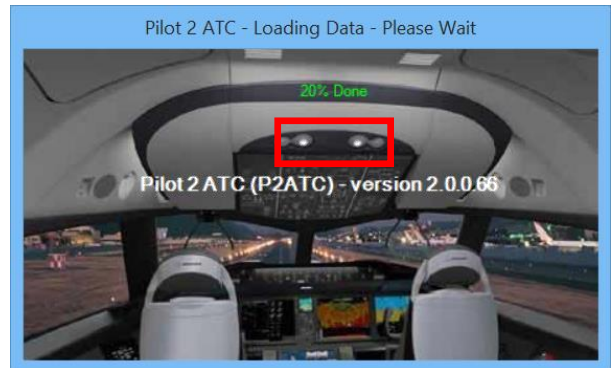 Pilot 2 ATC - Loading Data - Please Wait
20% Done
Pilot 2 ATC (P2ATC) - version 2.0.0.66